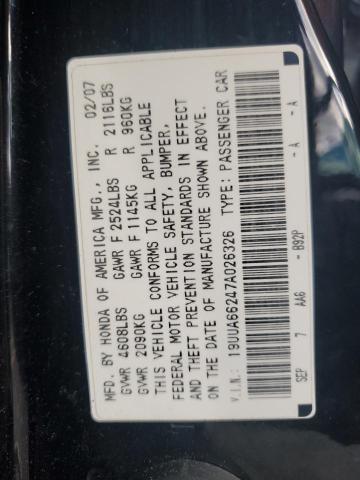 MFD. BY HONDA OF AMERICA MFG., INC. 02/07
GVWR 4608LBS GAWR F 2524LBS R 2116LBS
GVWR 2090KG GAWR F 1145KG R 960KG
THIS VEHICLE CONFORMS TO ALL APPLICABLE
FEDERAL MOTOR VEHICLE SAFETY, BUMPER,
AND THEFT PREVENTION STANDARDS IN EFFECT
ON THE DATE OF MANUFACTURE SHOWN ABOVE.
V.I.N.: 19UUA66247A026326 TYPE: PASSENGER CAR
SEP 7 AA6 - B92P - A - A